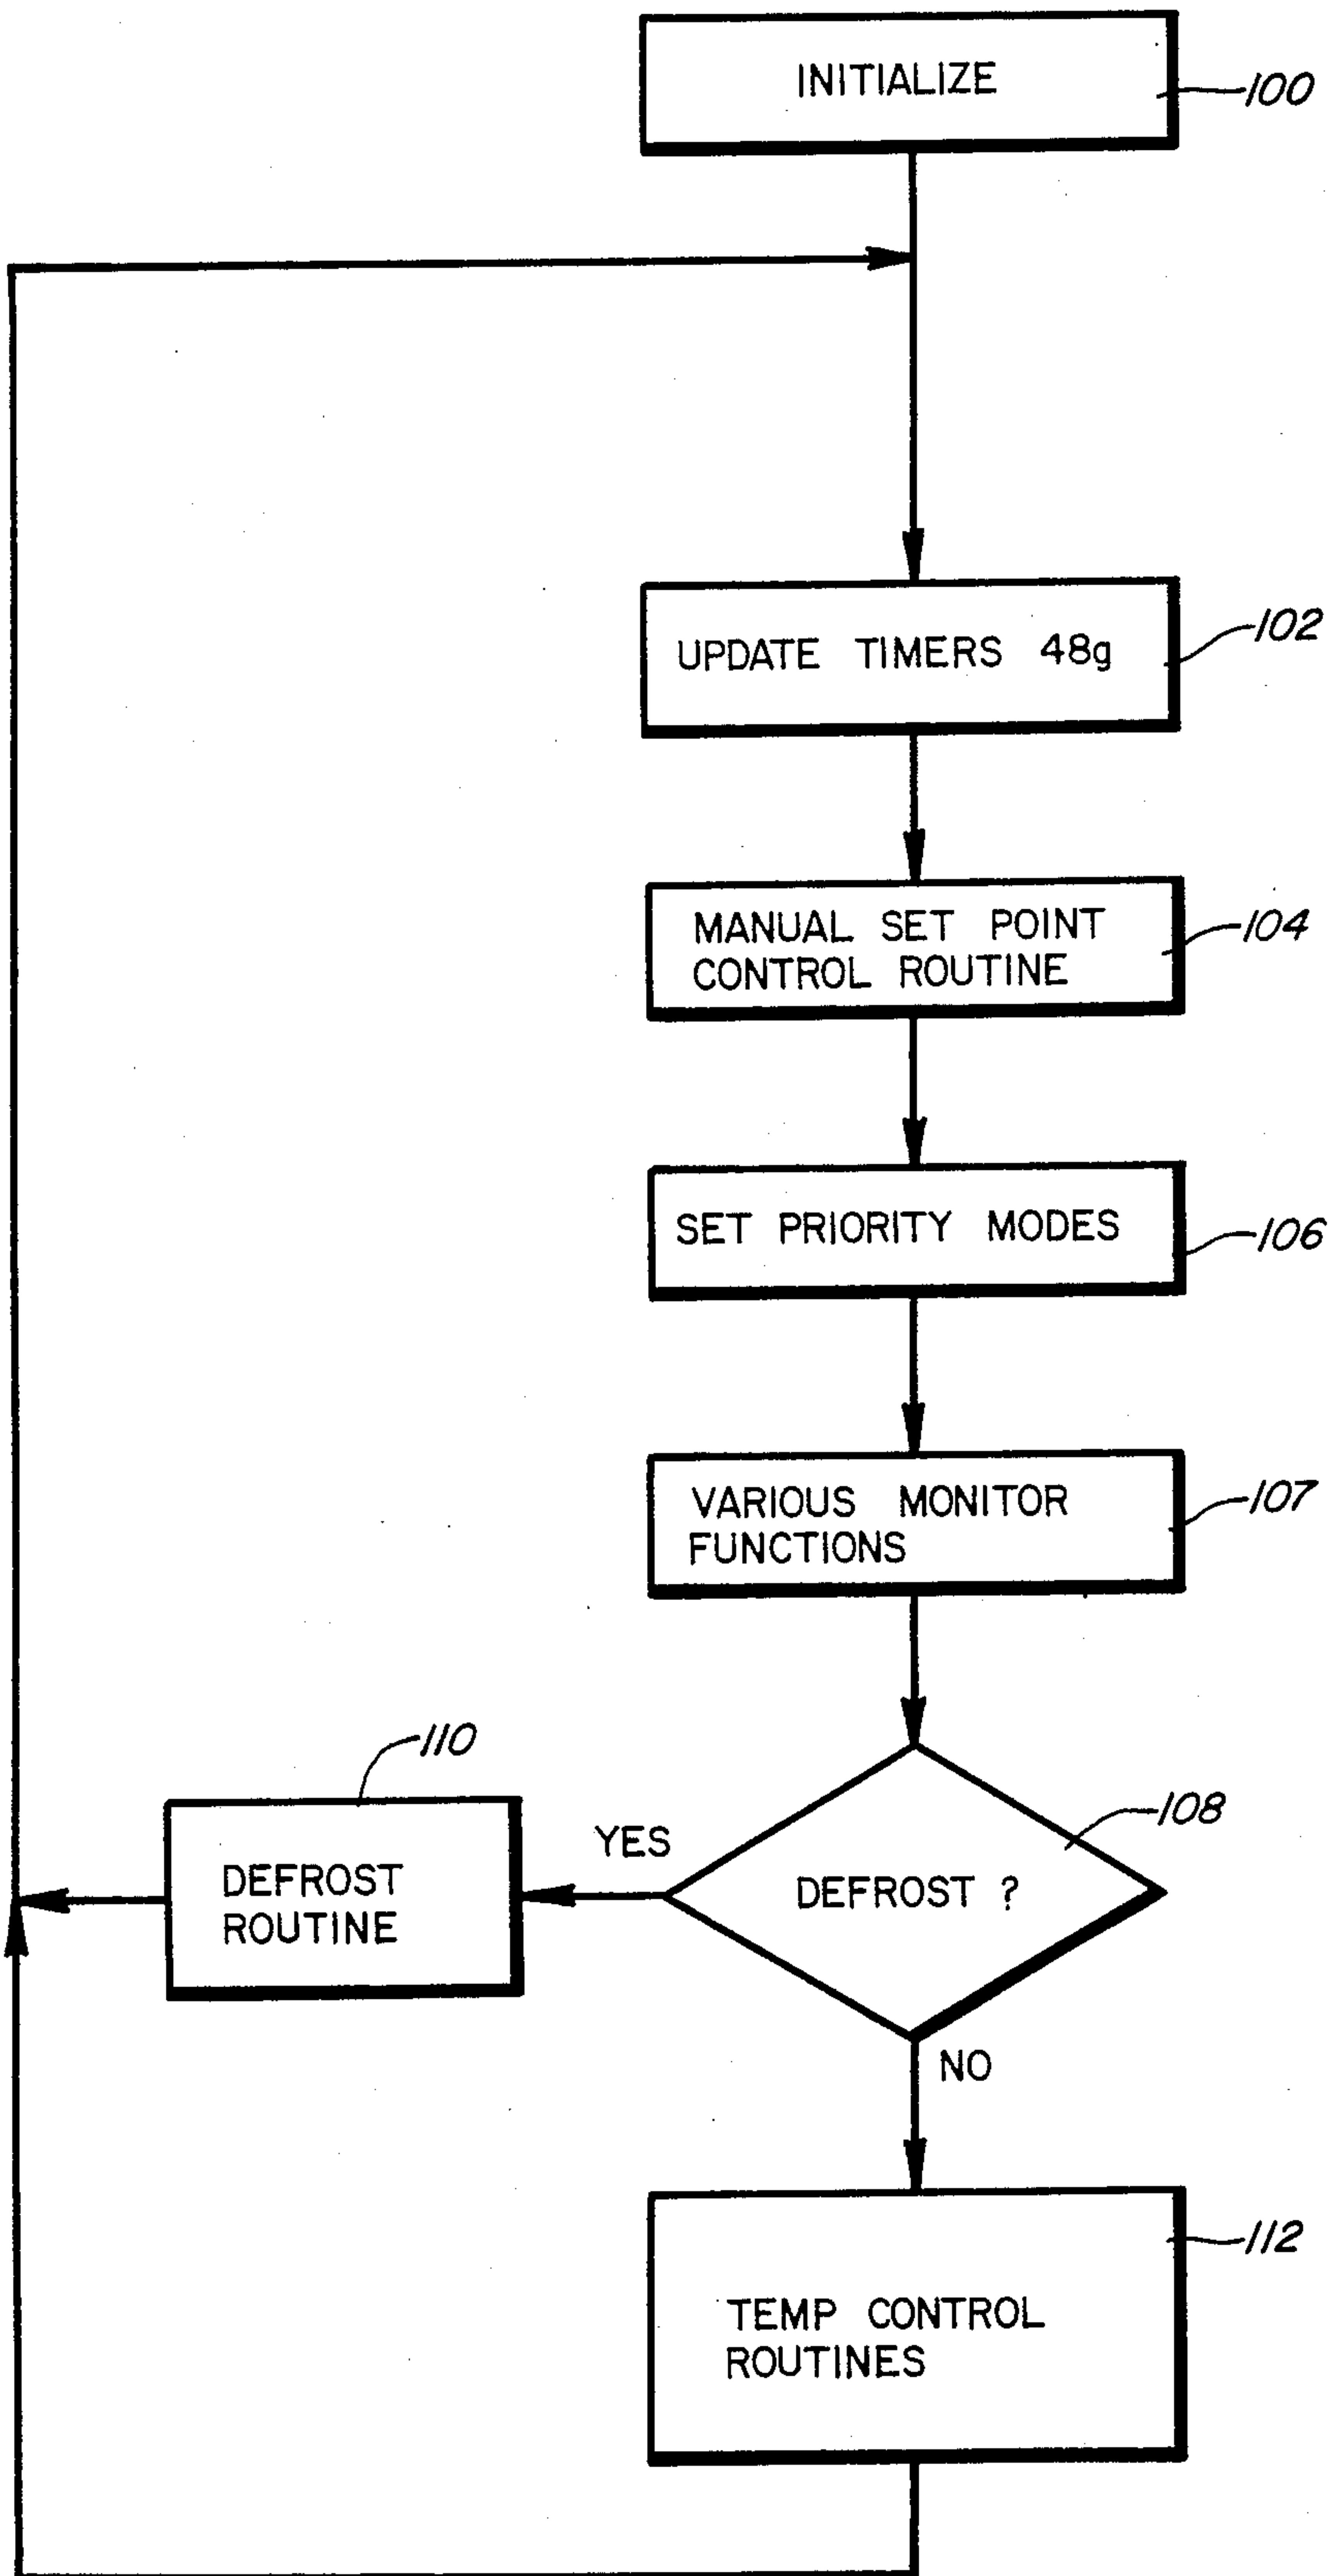 INITIALIZE
100
UPDATE TIMERS 48g
102
MANUAL SET POINT
CONTROL ROUTINE
104
SET PRIORITY MODES
106
VARIOUS MONITOR
FUNCTIONS
107
110
108
YES
DEFROST ?
DEFROST
ROUTINE
NO
112
TEMP CONTROL
ROUTINES